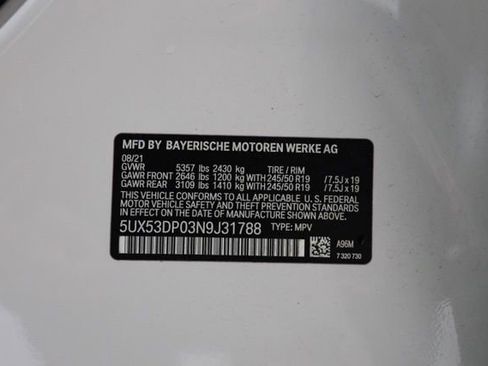 MFD BY BAYERISCHE MOTOREN WERKE AG
08/21
GVWR 5357 lbs 2430 kg TIRE / RIM
GAWR FRONT 2646 lbs 1200 kg WITH 245/50 R19 /7.5J x 19
GAWR REAR 3109 lbs 1410 kg WITH 245/50 R19 /7.5J x 19
THIS VEHICLE CONFORMS TO ALL APPLICABLE U. S. FEDERAL
MOTOR VEHICLE SAFETY, BUMPER, AND THEFT PREVENTION
STANDARDS IN EFFECT ON THE DATE OF MANUFACTURE SHOWN ABOVE.
5UX53DP03N9J31788 TYPE: MPV
A96M
7 320 730